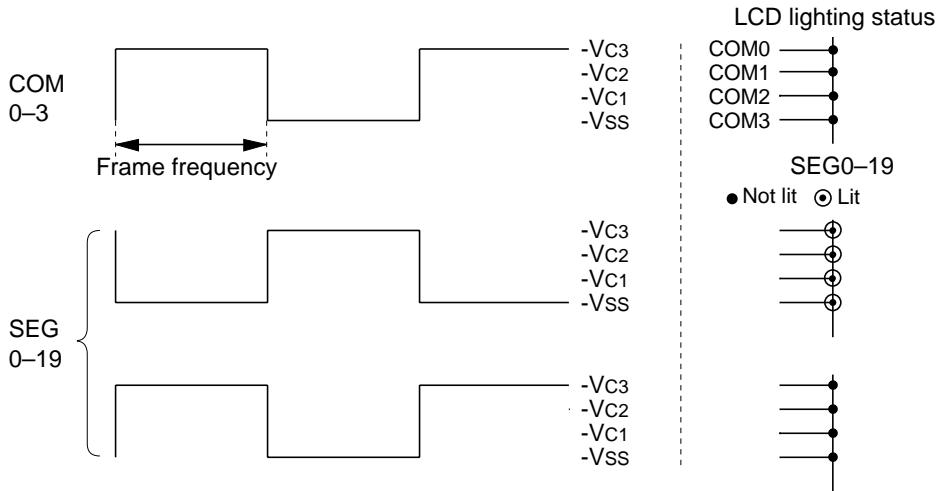 LCD lighting status
COM
0–3
-VC3
-VC2
-VC1
-VSS
COM0
COM1
COM2
COM3
Frame frequency
SEG0–19
Not lit
Lit
SEG
0–19
-VC3
-VC2
-VC1
-VSS
-VC3
-VC2
-VC1
-VSS